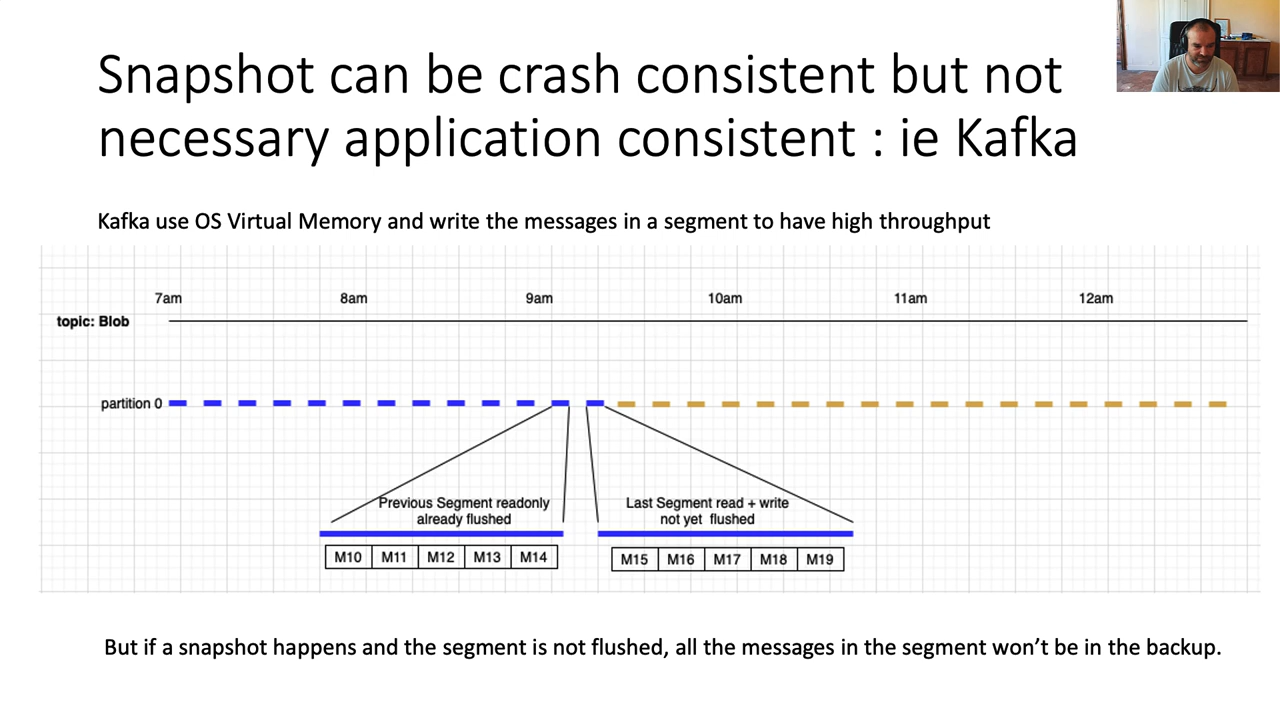 Snapshot can be crash consistent but not
necessary application consistent : ie Kafka
Kafka use OS Virtual Memory and write the messages in a segment to have high throughput
7am 8am 9am 10am 11am 12am
topic: Blob
partition 0
Previous Segment readonly
already flushed
Last Segment read + write
not yet flushed
M10 M11 M12 M13 M14
M15 M16 M17 M18 M19
But if a snapshot happens and the segment is not flushed, all the messages in the segment won’t be in the backup.